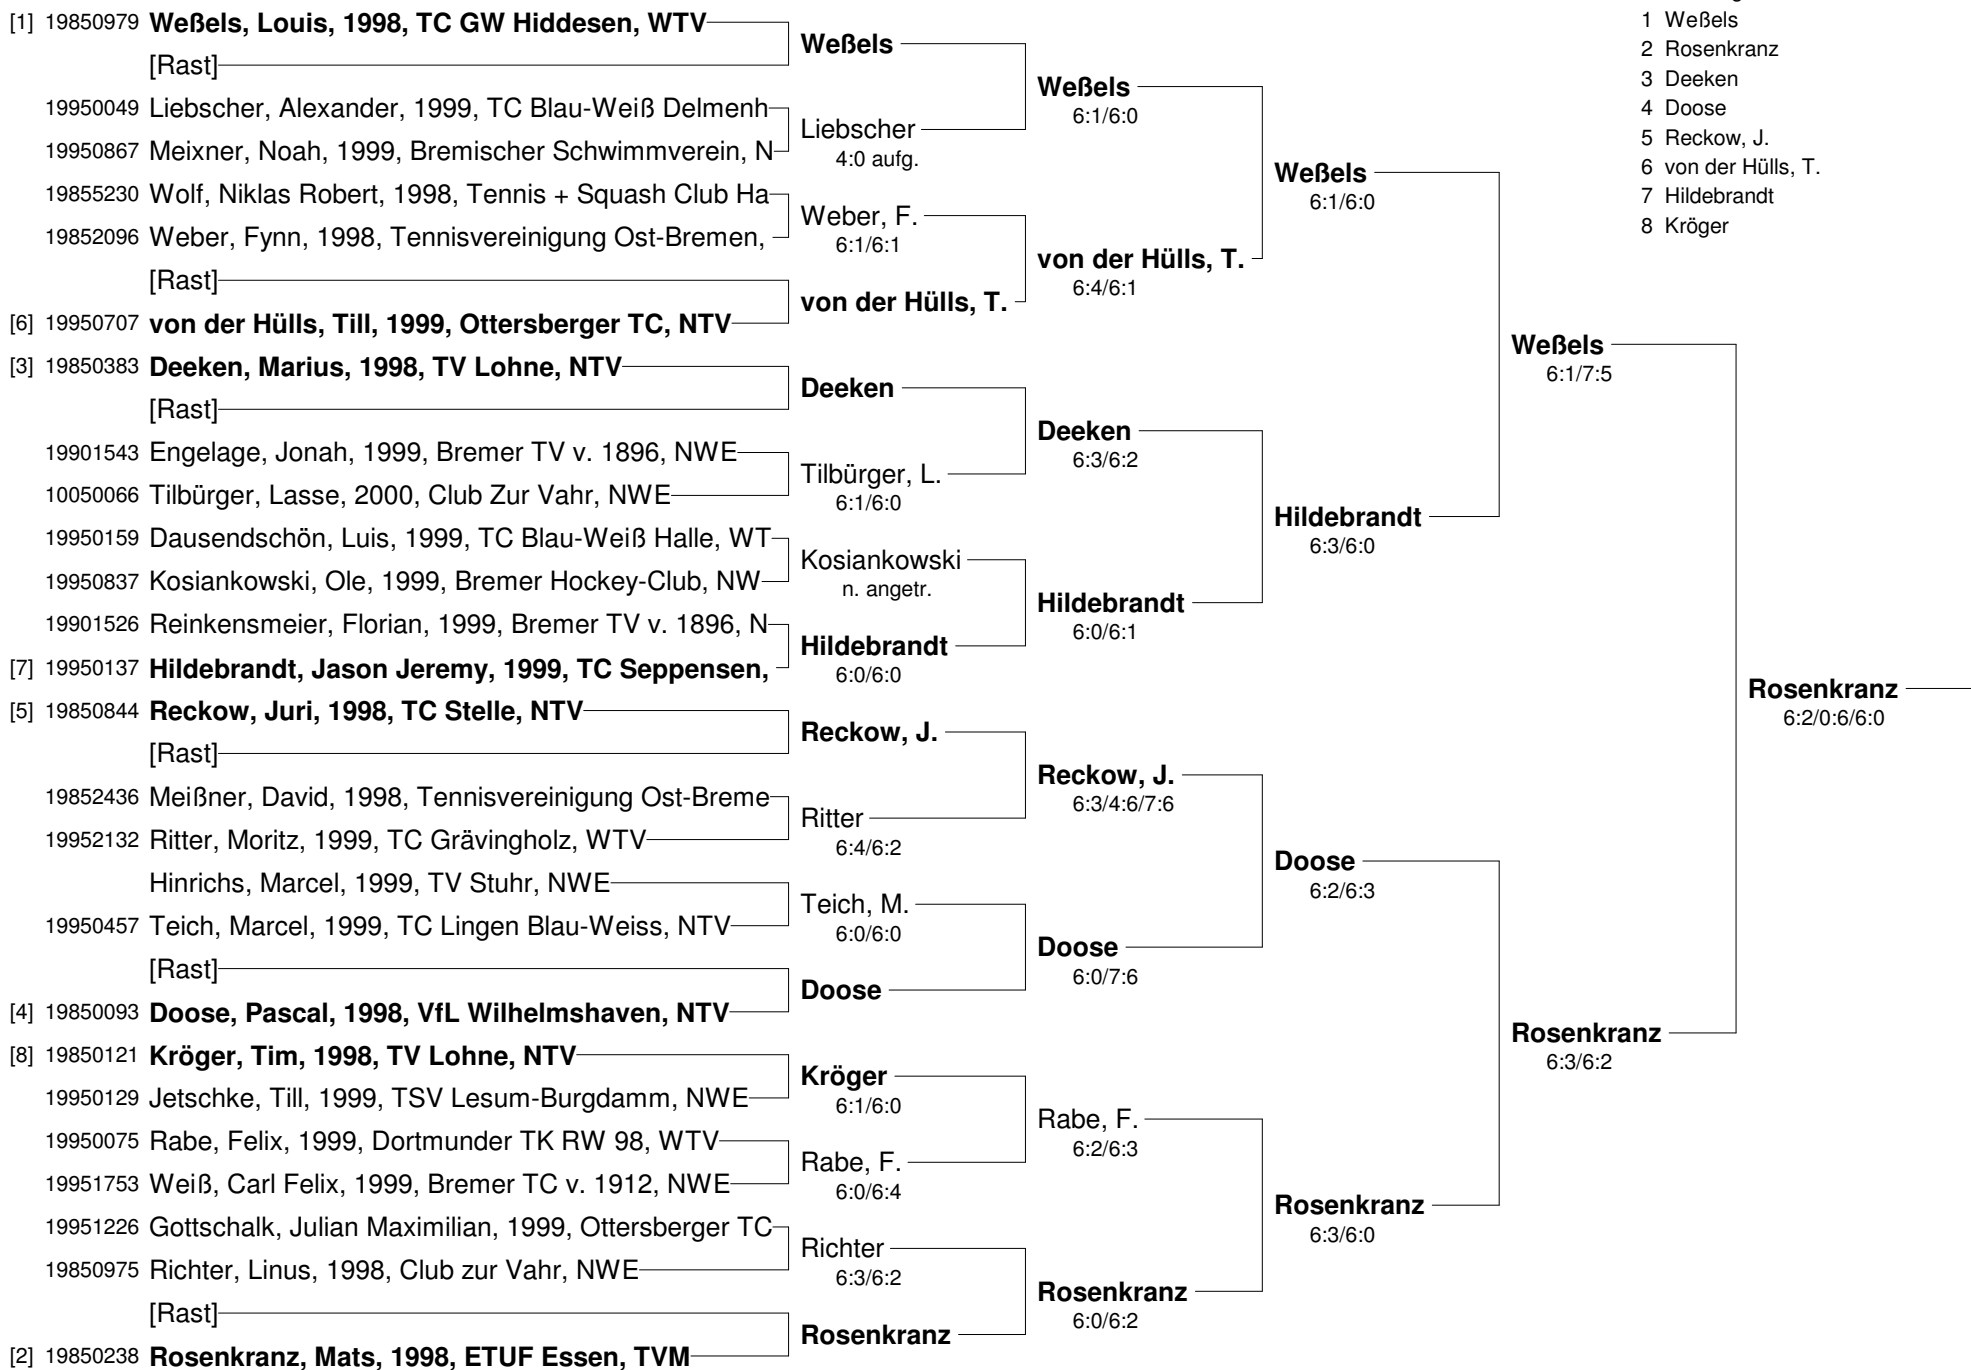 [1] 19850979 Weßels, Louis, 1998, TC GW Hiddesen, WTV
[Rast]
19950049 Liebscher, Alexander, 1999, TC Blau-Weiß Delmenh
19950867 Meixner, Noah, 1999, Bremischer Schwimmverein, N
19855230 Wolf, Niklas Robert, 1998, Tennis + Squash Club Ha
19852096 Weber, Fynn, 1998, Tennisvereinigung Ost-Bremen,
[Rast]
[6] 19950707 von der Hülls, Till, 1999, Ottersberger TC, NTV
[3] 19850383 Deeken, Marius, 1998, TV Lohne, NTV
[Rast]
19901543 Engelage, Jonah, 1999, Bremer TV v. 1896, NWE
10050066 Tilbürger, Lasse, 2000, Club Zur Vahr, NWE
19950159 Dausendschön, Luis, 1999, TC Blau-Weiß Halle, WT
19950837 Kosiankowski, Ole, 1999, Bremer Hockey-Club, NW
19901526 Reinkensmeier, Florian, 1999, Bremer TV v. 1896, N
[7] 19950137 Hildebrandt, Jason Jeremy, 1999, TC Seppensen,
[5] 19850844 Reckow, Juri, 1998, TC Stelle, NTV
[Rast]
19852436 Meißner, David, 1998, Tennisvereinigung Ost-Breme
19952132 Ritter, Moritz, 1999, TC Grävingholz, WTV
Hinrichs, Marcel, 1999, TV Stuhr, NWE
19950457 Teich, Marcel, 1999, TC Lingen Blau-Weiss, NTV
[Rast]
[4] 19850093 Doose, Pascal, 1998, VfL Wilhelmshaven, NTV
[8] 19850121 Kröger, Tim, 1998, TV Lohne, NTV
19950129 Jetschke, Till, 1999, TSV Lesum-Burgdamm, NWE
19950075 Rabe, Felix, 1999, Dortmunder TK RW 98, WTV
19951753 Weiß, Carl Felix, 1999, Bremer TC v. 1912, NWE
19951226 Gottschalk, Julian Maximilian, 1999, Ottersberger TC
19850975 Richter, Linus, 1998, Club zur Vahr, NWE
[Rast]
[2] 19850238 Rosenkranz, Mats, 1998, ETUF Essen, TVM
Weßels
Liebscher
4:0 aufg.
Weber, F.
6:1/6:1
von der Hülls, T.
Deeken
Tilbürger, L.
6:1/6:0
Kosiankowski
n. angetr.
Hildebrandt
6:0/6:0
Reckow, J.
Ritter
6:4/6:2
Teich, M.
6:0/6:0
Doose
Kröger
6:1/6:0
Rabe, F.
6:0/6:4
Richter
6:3/6:2
Rosenkranz
Weßels
6:1/6:0
von der Hülls, T.
6:4/6:1
Deeken
6:3/6:2
Hildebrandt
6:0/6:1
Reckow, J.
6:3/4:6/7:6
Doose
6:0/7:6
Rabe, F.
6:2/6:3
Rosenkranz
6:0/6:2
Weßels
6:1/6:0
Hildebrandt
6:3/6:0
Doose
6:2/6:3
Rosenkranz
6:3/6:0
Weßels
6:1/7:5
Rosenkranz
6:3/6:2
Rosenkranz
6:2/0:6/6:0
1 Weßels
2 Rosenkranz
3 Deeken
4 Doose
5 Reckow, J.
6 von der Hülls, T.
7 Hildebrandt
8 Kröger